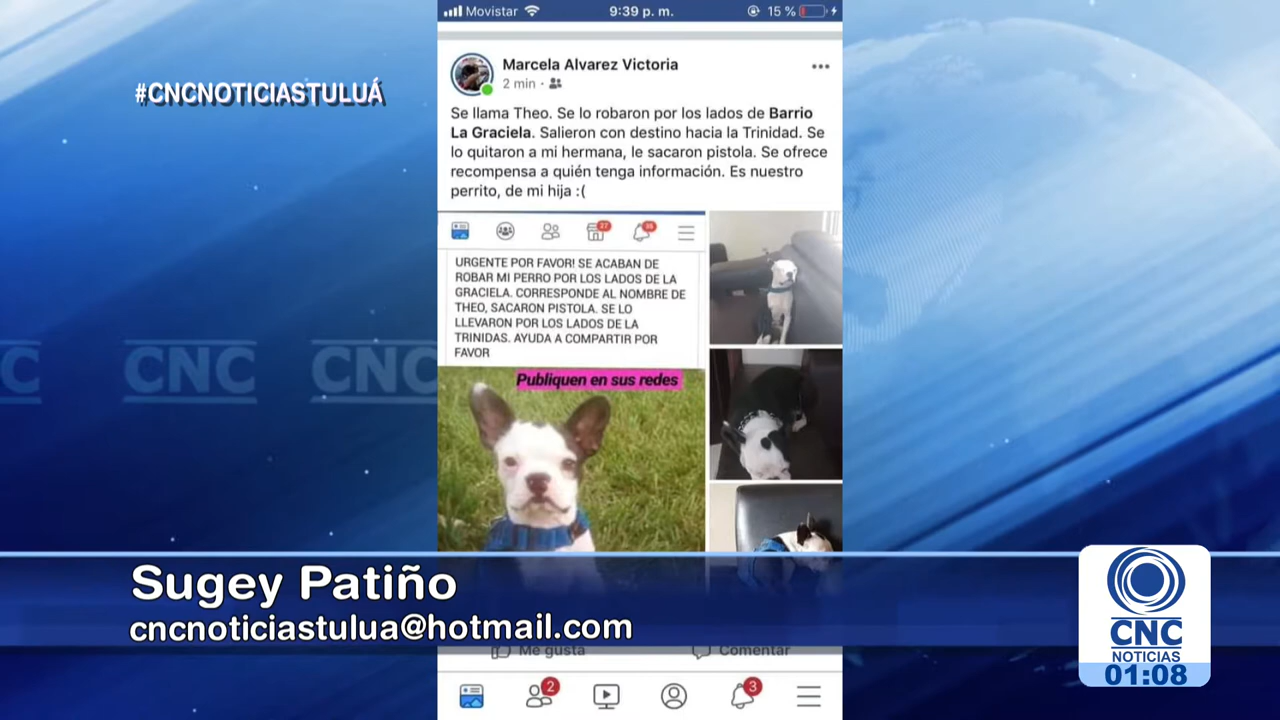 Movistar
9:39 p. m.
15 %
#CNCNOTICIASTULUÁ
Marcela Alvarez Victoria
2 min ·
Se llama Theo. Se lo robaron por los lados de Barrio
La Graciela. Salieron con destino hacia la Trinidad. Se
lo quitaron a mi hermana, le sacaron pistola. Se ofrece
recompensa a quién tenga información. Es nuestro
perrito, de mi hija :(
27
36
URGENTE POR FAVOR! SE ACABAN DE
ROBAR MI PERRO POR LOS LADOS DE LA
GRACIELA. CORRESPONDE AL NOMBRE DE
THEO, SACARON PISTOLA. SE LO
LLEVARON POR LOS LADOS DE LA
TRINIDAS. AYUDA A COMPARTIR POR
FAVOR
Publiquen en sus redes
CNC
CNC
Sugey Patiño
cncnoticiastulua@hotmail.com
Me gusta
Comentar
2
3
CNC
NOTICIAS
01:08